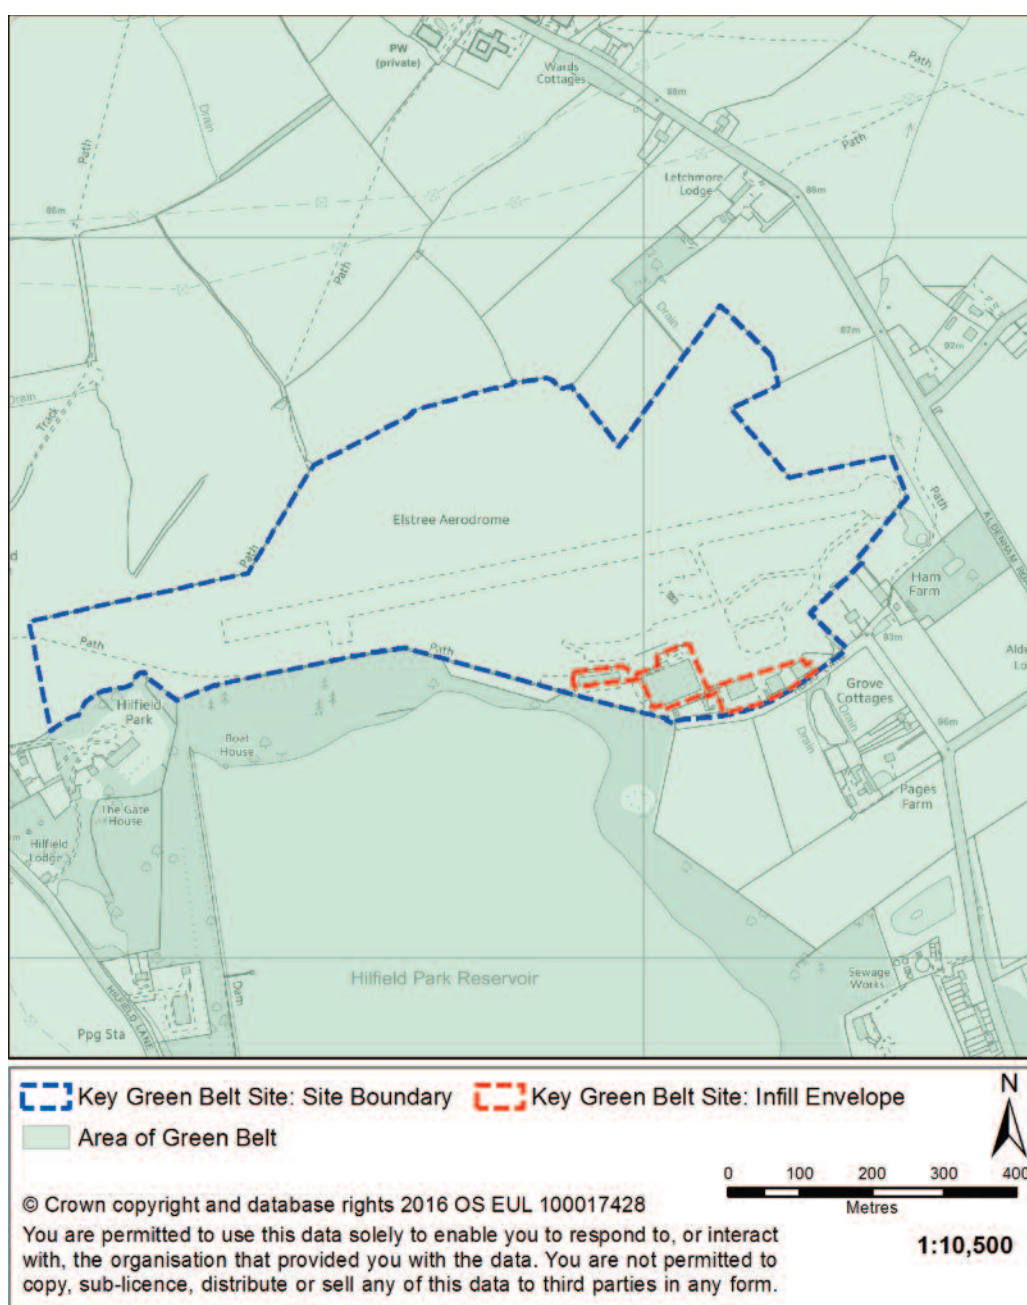 PW
(private)
Wards
Cottages
Path
88m
Drain
Path
Path
Letchmore
Lodge
88m
86m
Path
Drain
87m
92m
Drain
Track
Elstree Aerodrome
Path
Path
ALDENHAM
Ham
Farm
Path
Path
93m
Grove
Cottages
Hilfield
Park
Drain
Drain
96m
Boat
House
Pages
Farm
The Gate
House
Hilfield
Lodge
Hilfield Park Reservoir
Sewage
Works
Dam
HILFIELD LANE
Ppg Sta
Key Green Belt Site: Site Boundary
Key Green Belt Site: Infill Envelope
N
Area of Green Belt
0 100 200 300 400
Metres
© Crown copyright and database rights 2016 OS EUL 100017428
You are permitted to use this data solely to enable you to respond to, or interact
with, the organisation that provided you with the data. You are not permitted to
copy, sub-licence, distribute or sell any of this data to third parties in any form.
1:10,500